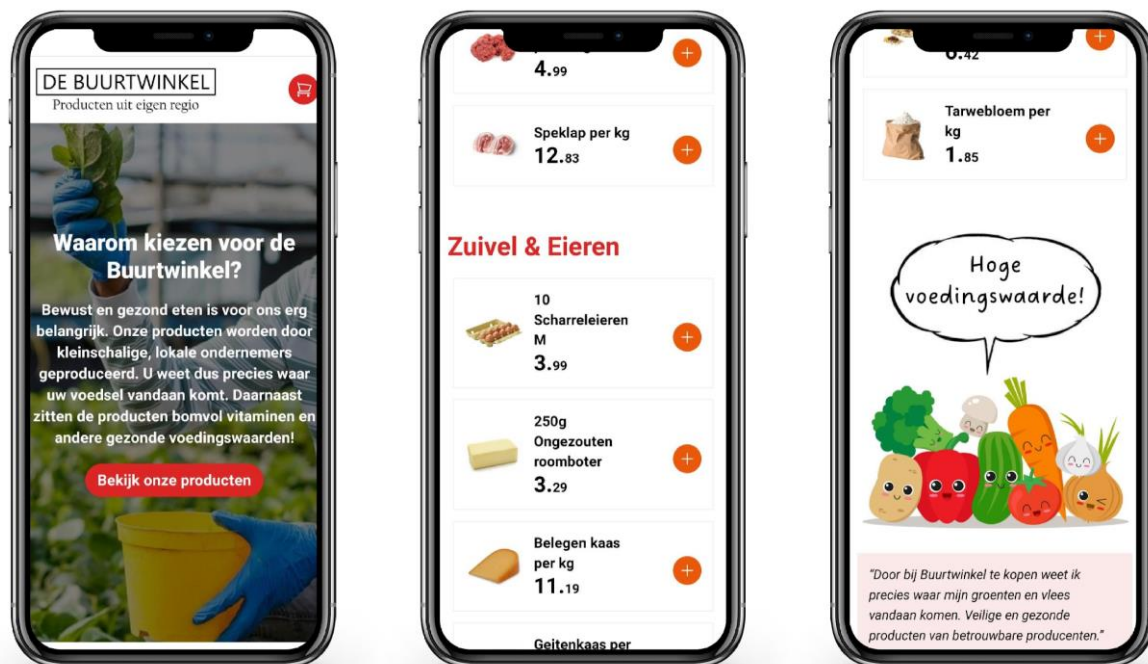 DE BUURTWINKEL
Producten uit eigen regio
Waarom kiezen voor de
Buurtwinkel?
Bewust en gezond eten is voor ons erg
belangrijk. Onze producten worden door
kleinschalige, lokale ondernemers
geproduceerd. U weet dus precies waar
uw voedsel vandaan komt. Daarnaast
zitten de producten bomvol vitaminen en
andere gezonde voedingswaarden!
Bekijk onze producten
4.99
Speklap per kg
12.83
Zuivel & Eieren
10
Scharreleieren
M
3.99
250g
Ongezouten
roomboter
3.29
Belegen kaas
per kg
11.19
Geitenkaas per
6.42
Tarwebloem per
kg
1.85
Hoge
voedingswaarde!
"Door bij Buurtwinkel te kopen weet ik
precies waar mijn groenten en vlees
vandaan komen. Veilige en gezonde
producten van betrouwbare producenten."